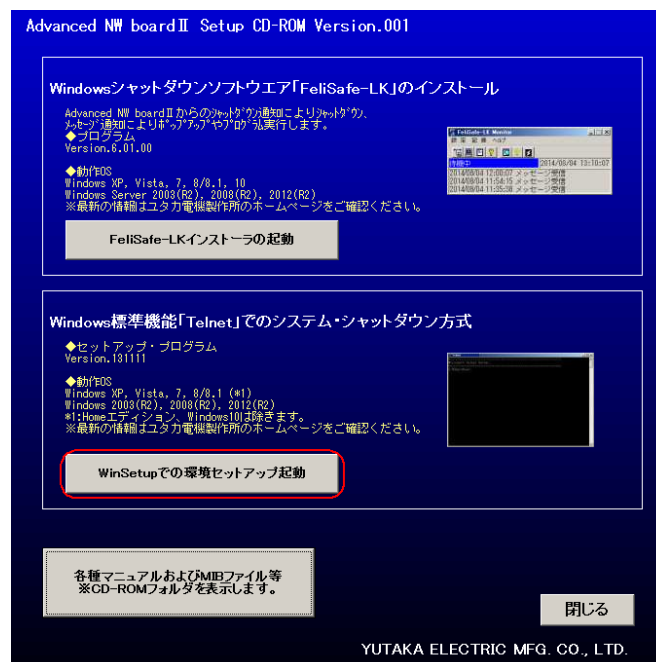 Advanced NW boardⅡ Setup CD-ROM Version.001
Windowsシャットダウンソフトウエア「FeliSafe-LK」のインストール
Advanced NW boardⅡからのｼｬｯﾄﾀﾞｳﾝ通知によりｼｬｯﾄﾀﾞｳﾝ、
ﾒｯｾｰｼﾞ通知によりﾎﾟｯﾌﾟｱｯﾌﾟやﾌﾟﾛｸﾞﾗﾑ実行します。
◆プログラム
Version.6.01.00
◆動作OS
Windows XP, Vista, 7, 8/8.1, 10
Windows Server 2003(R2), 2008(R2), 2012(R2)
※最新の情報はユタカ電機製作所のホームページをご確認ください。
FeliSafe-LK Monitor
待機中
2014/08/04 13:10:07
2014/08/04 12:00:07 メッセージ受信
2014/08/04 11:54:15 メッセージ受信
2014/08/04 11:35:38 メッセージ受信
FeliSafe-LKインストーラの起動
Windows標準機能「Telnet」でのシステム・シャットダウン方式
◆セットアップ・プログラム
Version.131111
◆動作OS
Windows XP, Vista, 7, 8/8.1 (*1)
Windows 2003(R2), 2008(R2), 2012(R2)
*1:Homeエディション、Windows10は除きます。
※最新の情報はユタカ電機製作所のホームページをご確認ください。
WinSetupでの環境セットアップ起動
各種マニュアルおよびMIBファイル等
※CD-ROMフォルダを表示します。
閉じる
YUTAKA ELECTRIC MFG. CO., LTD.